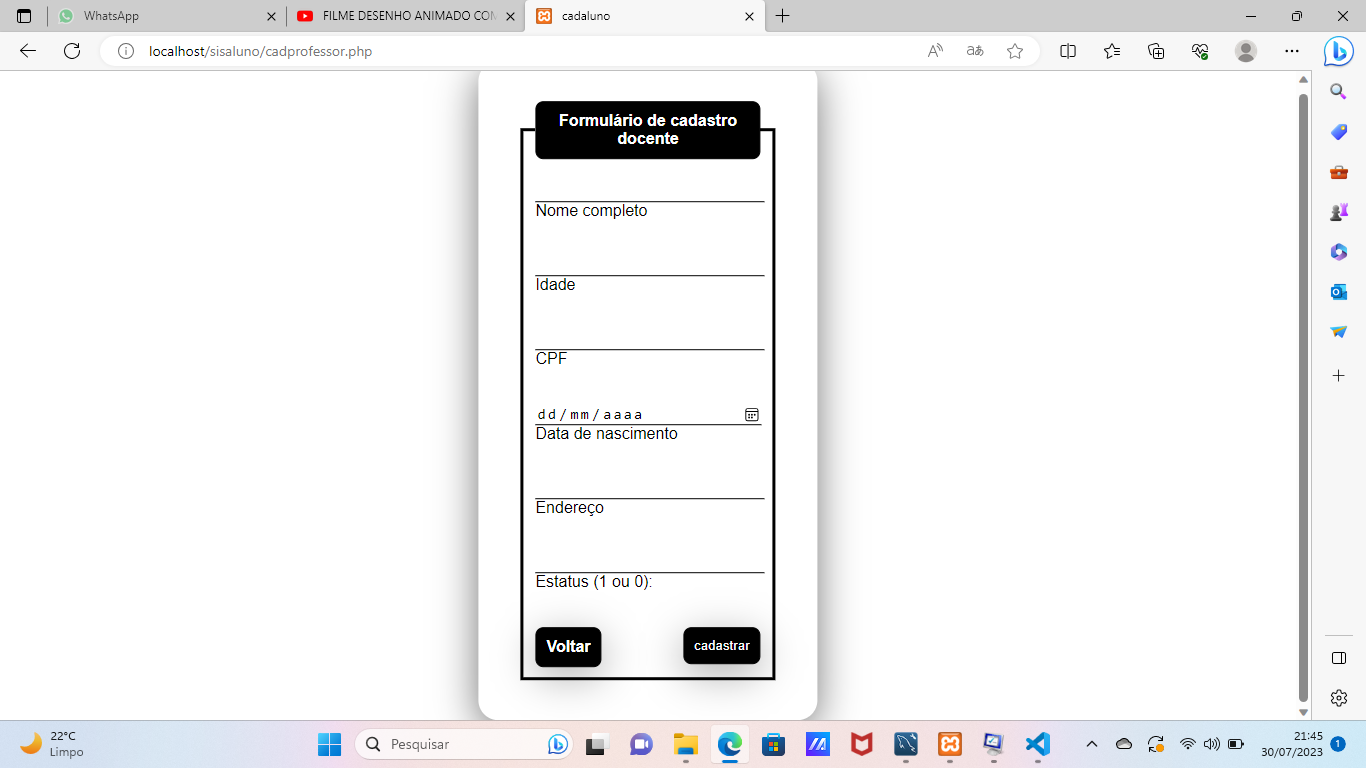 WhatsApp
FILME DESENHO ANIMADO COM
cadaluno
localhost/sisaluno/cadprofessor.php
Formulário de cadastro
docente
Nome completo
Idade
CPF
dd/mm/aaaa
Data de nascimento
Endereço
Estatus (1 ou 0):
Voltar
cadastrar
22°C
Limpo
Pesquisar
21:45
30/07/2023
1